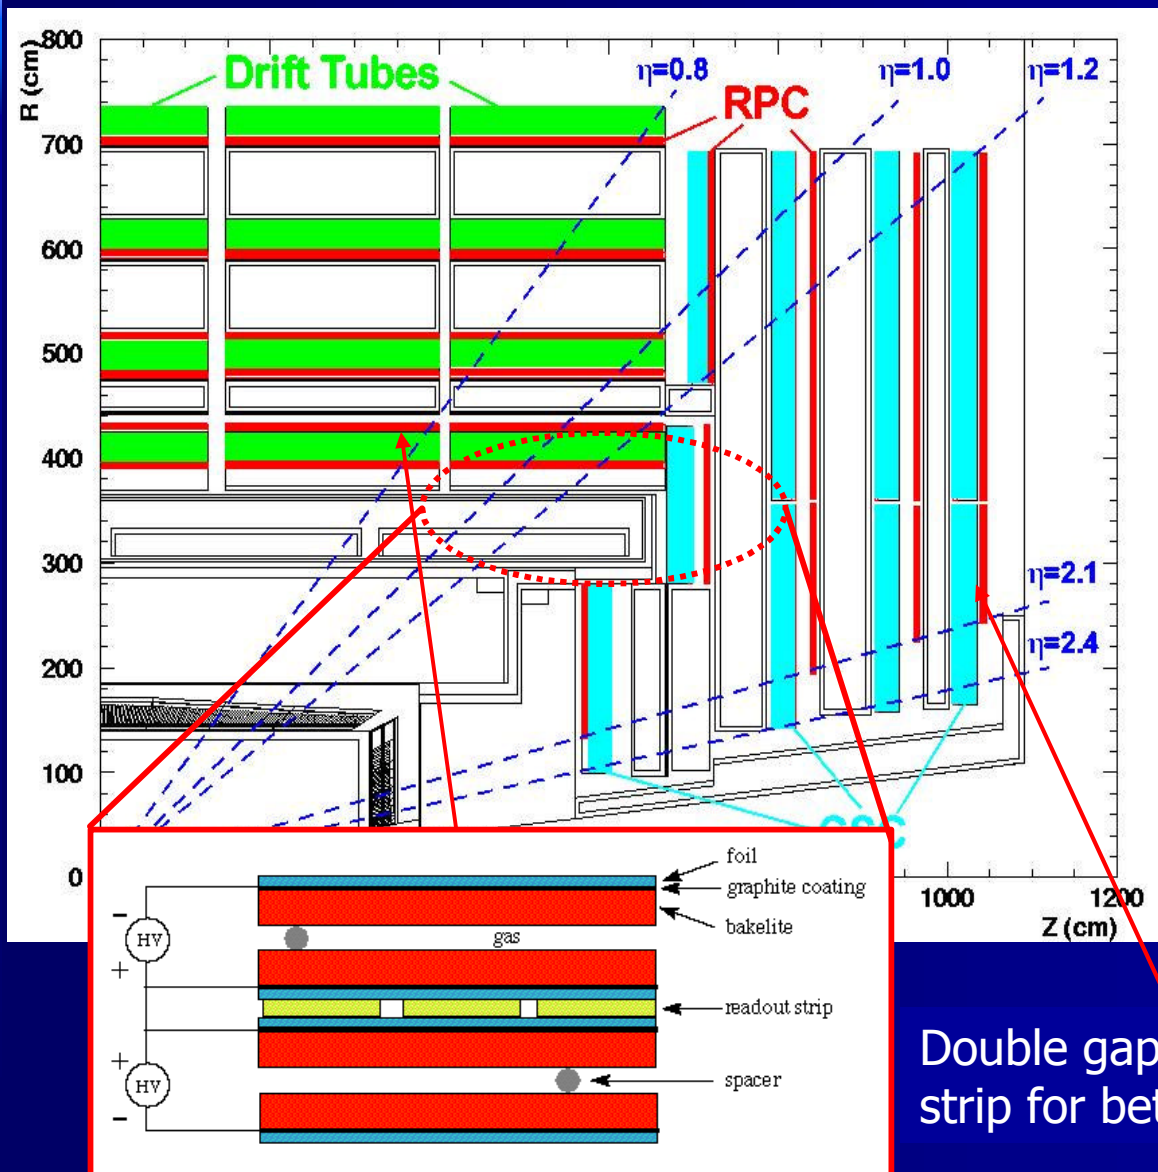 800
R (cm)
Drift Tubes
η=0.8
η=1.0
η=1.2
RPC
700
600
500
400
300
η=2.1
η=2.4
200
100
0
1000
1200
Z (cm)
foil
graphite coating
bakelite
gas
readout strip
spacer
−
HV
+
+
HV
−
Double gap
strip for bet